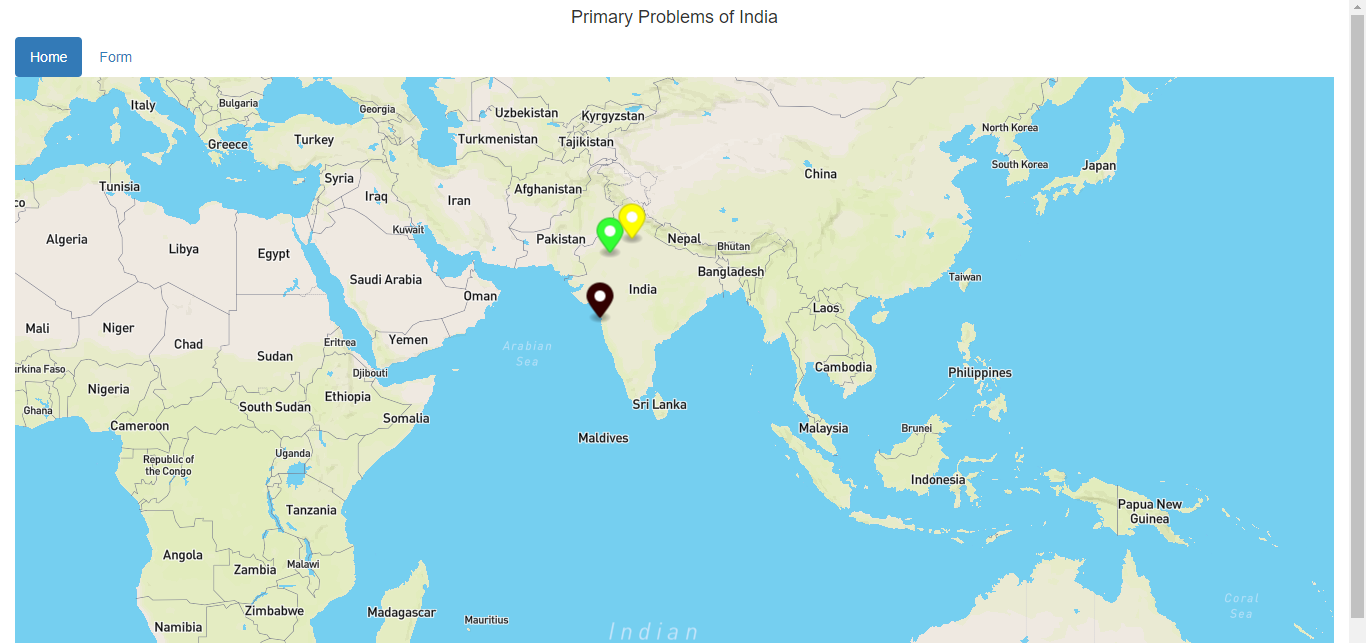 Primary Problems of India
Home Form
Italy
Bulgaria
Georgia
Uzbekistan
Kyrgyzstan
North Korea
Greece
Turkey
Turkmenistan
Tajikistan
South Korea
Japan
China
Tunisia
Syria
Afghanistan
Iraq
Iran
co
Kuwait
Algeria
Libya
Egypt
Pakistan
Nepal
Bhutan
Saudi Arabia
Bangladesh
Taiwan
India
Oman
Laos
Mali
Niger
Chad
Eritrea
Yemen
Arabian
Sea
Sudan
urkina Faso
Djibouti
Cambodia
Philippines
Nigeria
Ethiopia
Ghana
South Sudan
Sri Lanka
Somalia
Cameroon
Malaysia
Brunei
Maldives
Uganda
Republic of
the Congo
Indonesia
Tanzania
Papua New
Guinea
Angola
Zambia
Malawi
Coral
Sea
Zimbabwe
Madagascar
Mauritius
Namibia
Indian